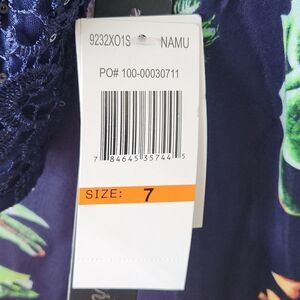 9232XO1S NAMU
PO# 100-00030711
7 84645 35744 5
SIZE: 7